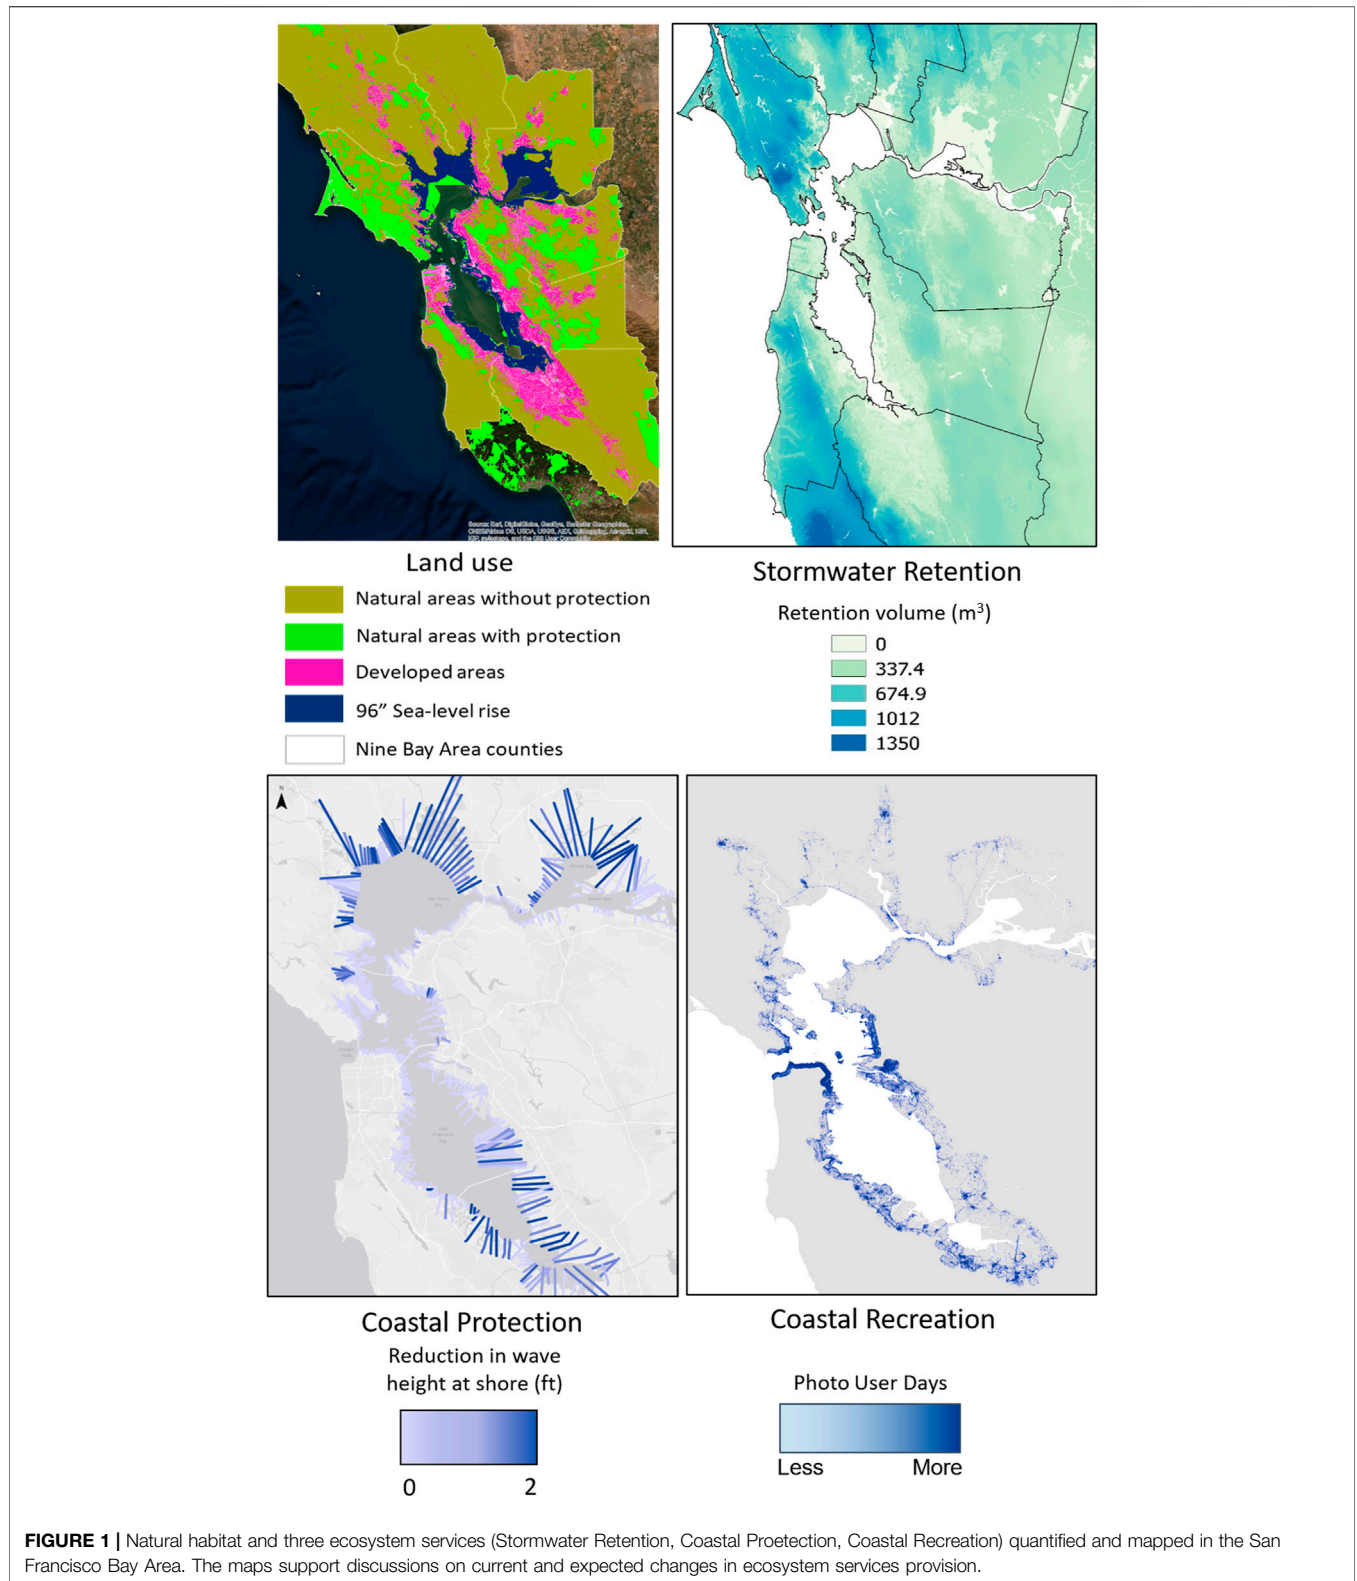 Land use
Natural areas without protection
Natural areas with protection
Developed areas
96” Sea-level rise
Nine Bay Area counties
Stormwater Retention
Retention volume (m³)
0
337.4
674.9
1012
1350
N
Coastal Protection
Reduction in wave
height at shore (ft)
0 2
Coastal Recreation
Photo User Days
Less More
FIGURE 1 | Natural habitat and three ecosystem services (Stormwater Retention, Coastal Proetection, Coastal Recreation) quantified and mapped in the San
Francisco Bay Area. The maps support discussions on current and expected changes in ecosystem services provision.